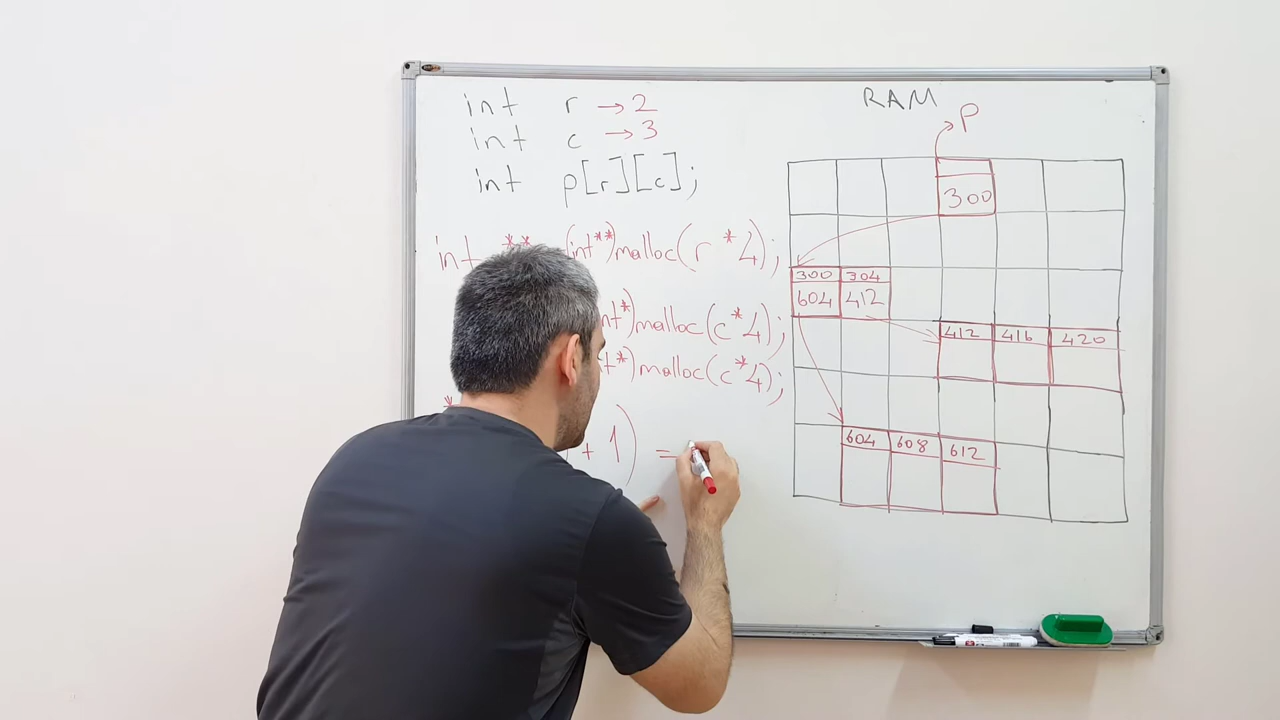 int r → 2
int c → 3
int p[r][c];
int ** (int**)malloc(r *4);
*)malloc(c*4);
*)malloc(c*4);
*
+ 1) =
RAM
P
300
300 304
604 412
412 416 420
604 608 612